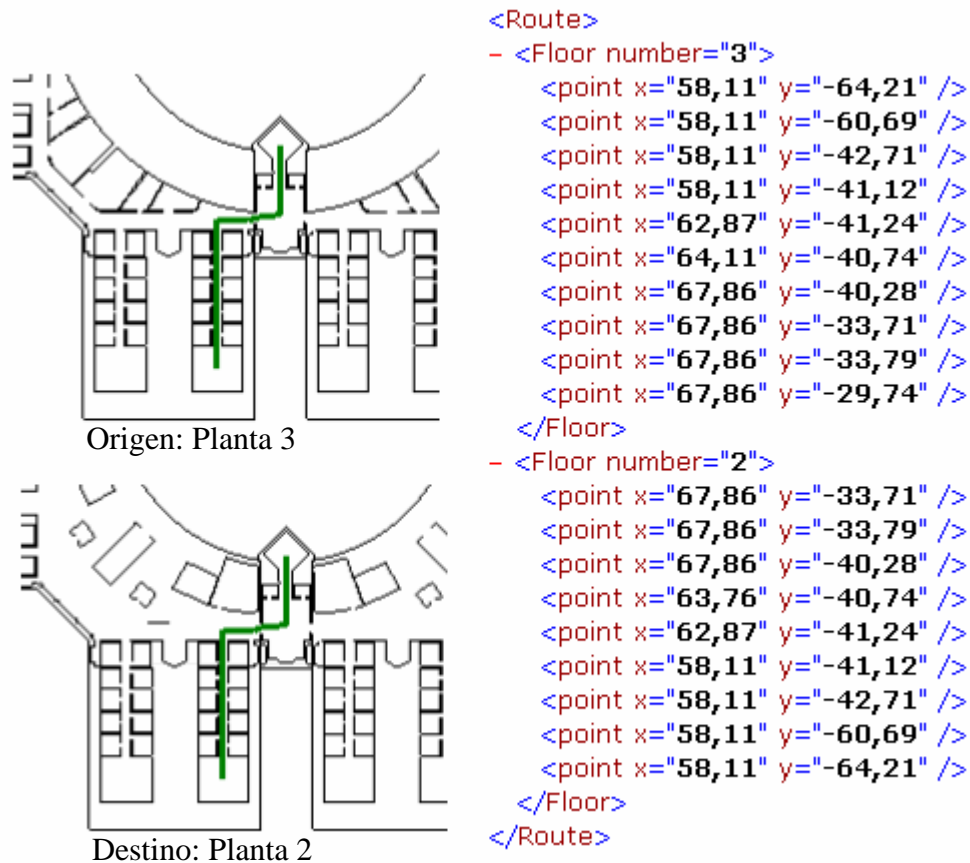 <Route>
– <Floor number="3">
<point x="58,11" y="-64,21" />
<point x="58,11" y="-60,69" />
<point x="58,11" y="-42,71" />
<point x="58,11" y="-41,12" />
<point x="62,87" y="-41,24" />
<point x="64,11" y="-40,74" />
<point x="67,86" y="-40,28" />
<point x="67,86" y="-33,71" />
<point x="67,86" y="-33,79" />
<point x="67,86" y="-29,74" />
</Floor>
– <Floor number="2">
<point x="67,86" y="-33,71" />
<point x="67,86" y="-33,79" />
<point x="67,86" y="-40,28" />
<point x="63,76" y="-40,74" />
<point x="62,87" y="-41,24" />
<point x="58,11" y="-41,12" />
<point x="58,11" y="-42,71" />
<point x="58,11" y="-60,69" />
<point x="58,11" y="-64,21" />
</Floor>
</Route>
Origen: Planta 3
Destino: Planta 2